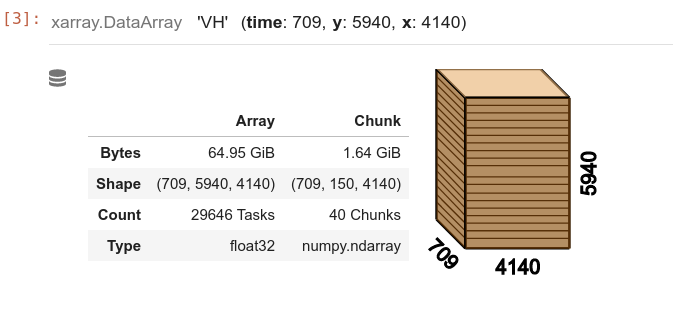 [3]: xarray.DataArray 'VH' (time: 709, y: 5940, x: 4140)
Array Chunk
Bytes 64.95 GiB 1.64 GiB
Shape (709, 5940, 4140) (709, 150, 4140)
Count 29646 Tasks 40 Chunks
Type float32 numpy.ndarray
5940
709
4140